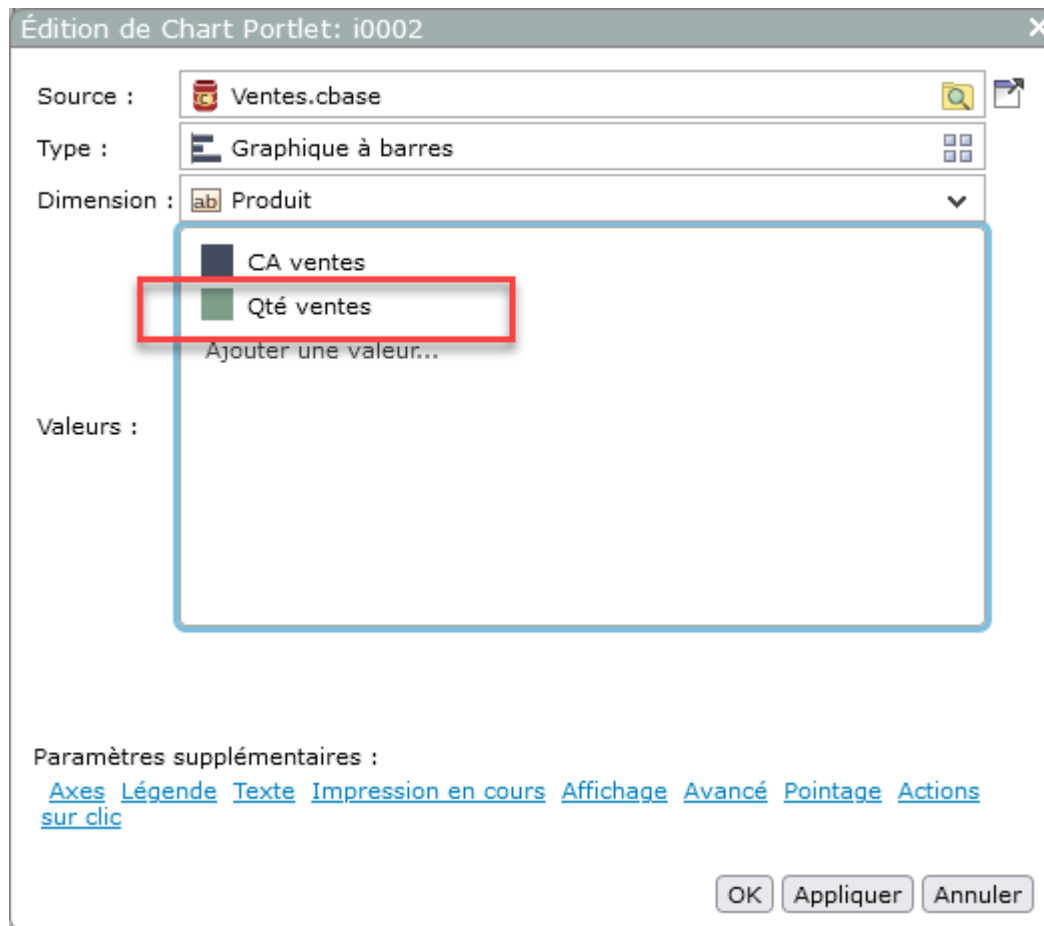 Édition de Chart Portlet: i0002
Source : Ventes.cbase
Type : Graphique à barres
Dimension : ab Produit
CA ventes
Qté ventes
Ajouter une valeur...
Valeurs :
Paramètres supplémentaires :
Axes Légende Texte Impression en cours Affichage Avancé Pointage Actions
sur clic
OK Appliquer Annuler